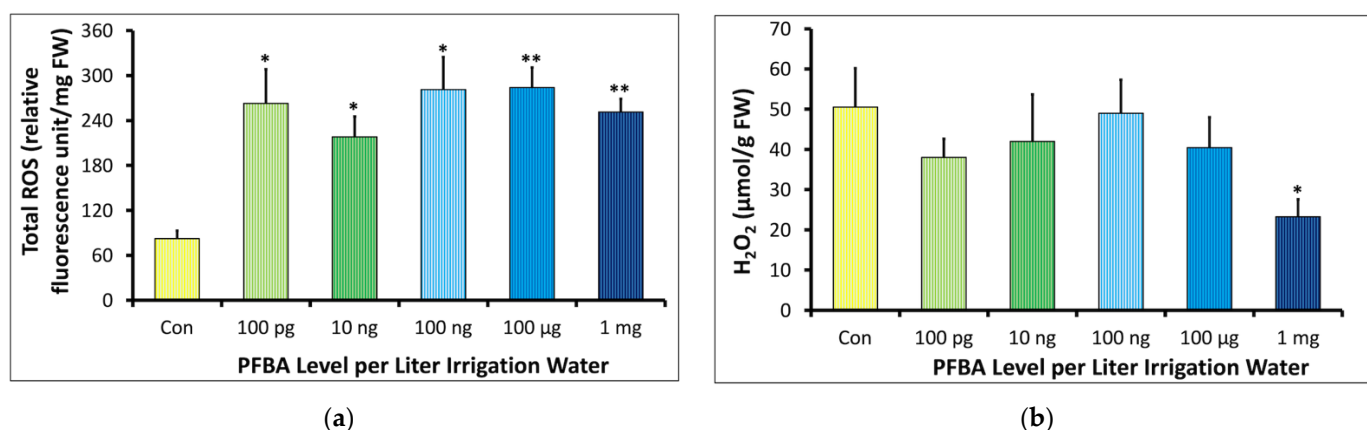 Total ROS (relative
fluorescence unit/mg FW)
360
300
240
180
120
60
0
*
*
*
**
**
Con
100 pg
10 ng
100 ng
100 µg
1 mg
PFBA Level per Liter Irrigation Water
(a)
H₂O₂ (µmol/g FW)
70
60
50
40
30
20
10
0
*
Con
100 pg
10 ng
100 ng
100 µg
1 mg
PFBA Level per Liter Irrigation Water
(b)